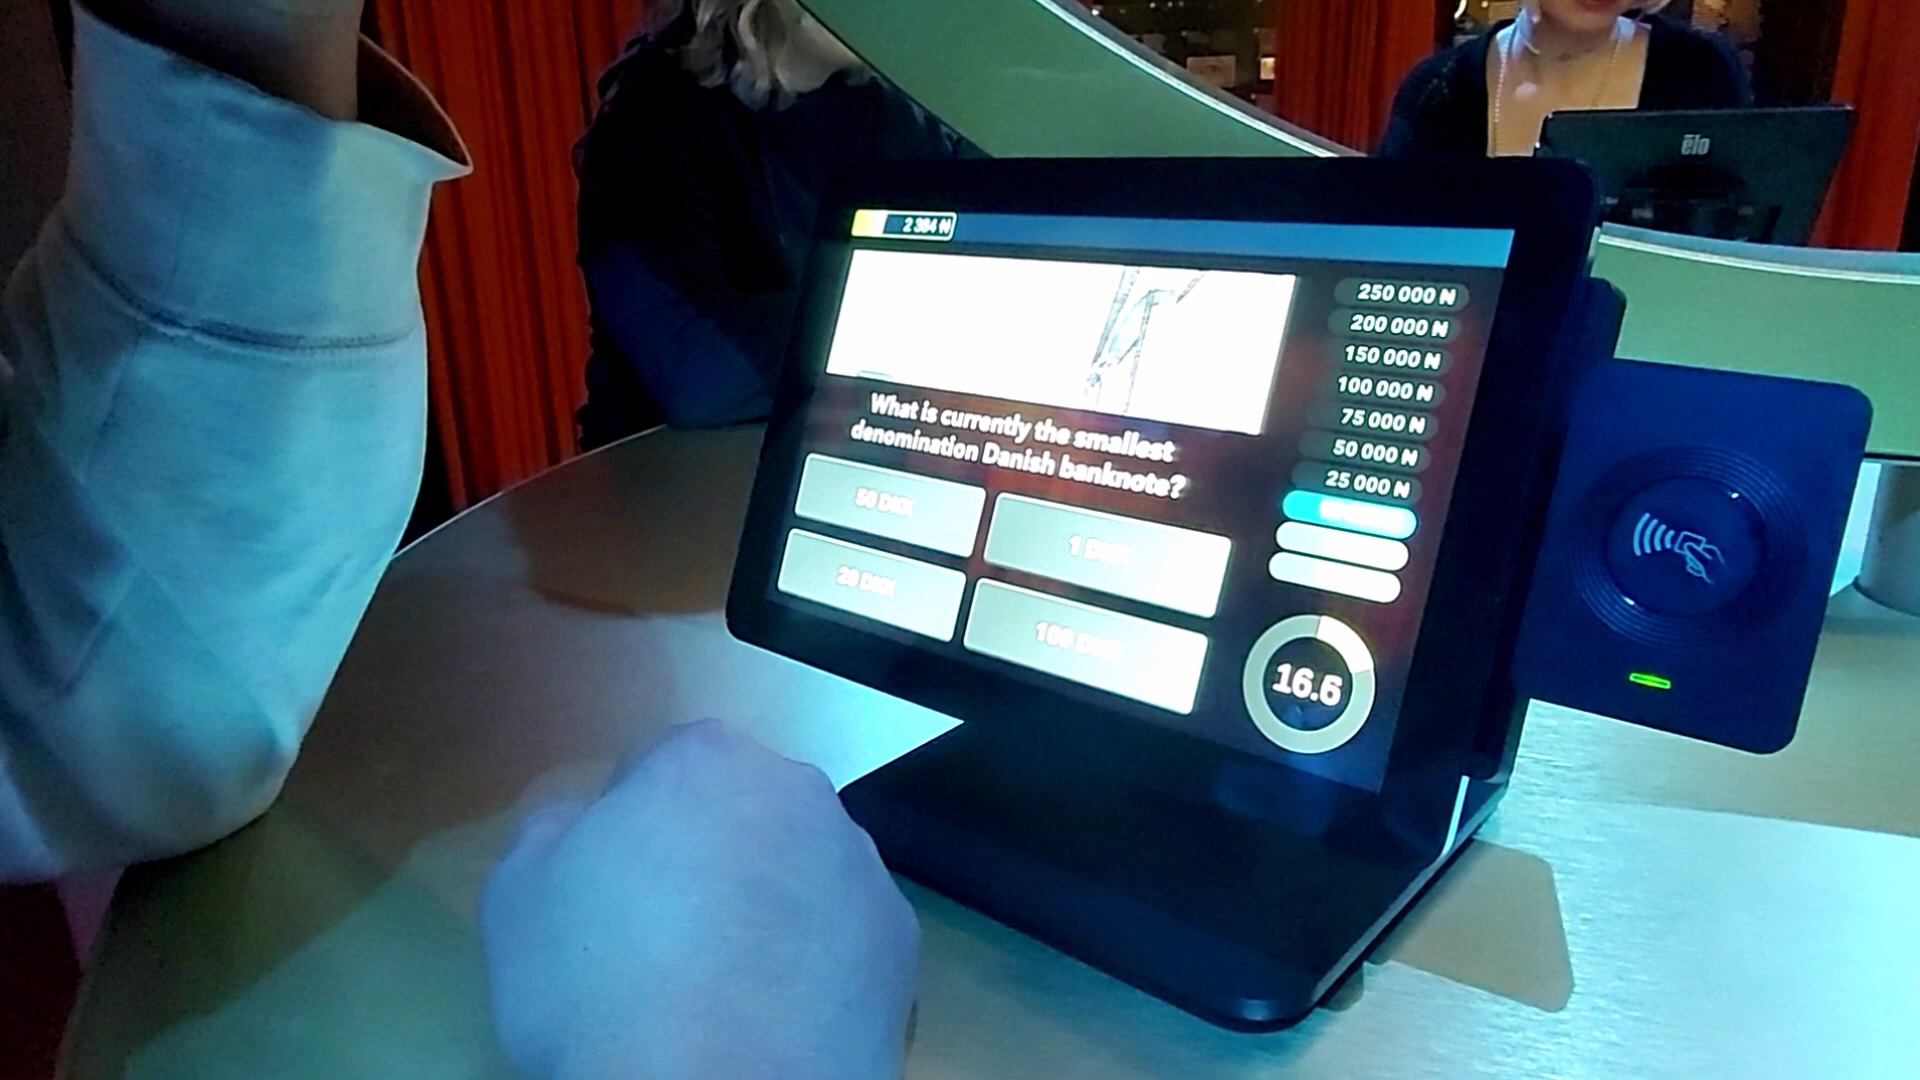 ēlo
2 384 N
What is currently the smallest
denomination Danish banknote?
50 DKK
1 DKK
20 DKK
100 DKK
250 000 N
200 000 N
150 000 N
100 000 N
75 000 N
50 000 N
25 000 N
16.6